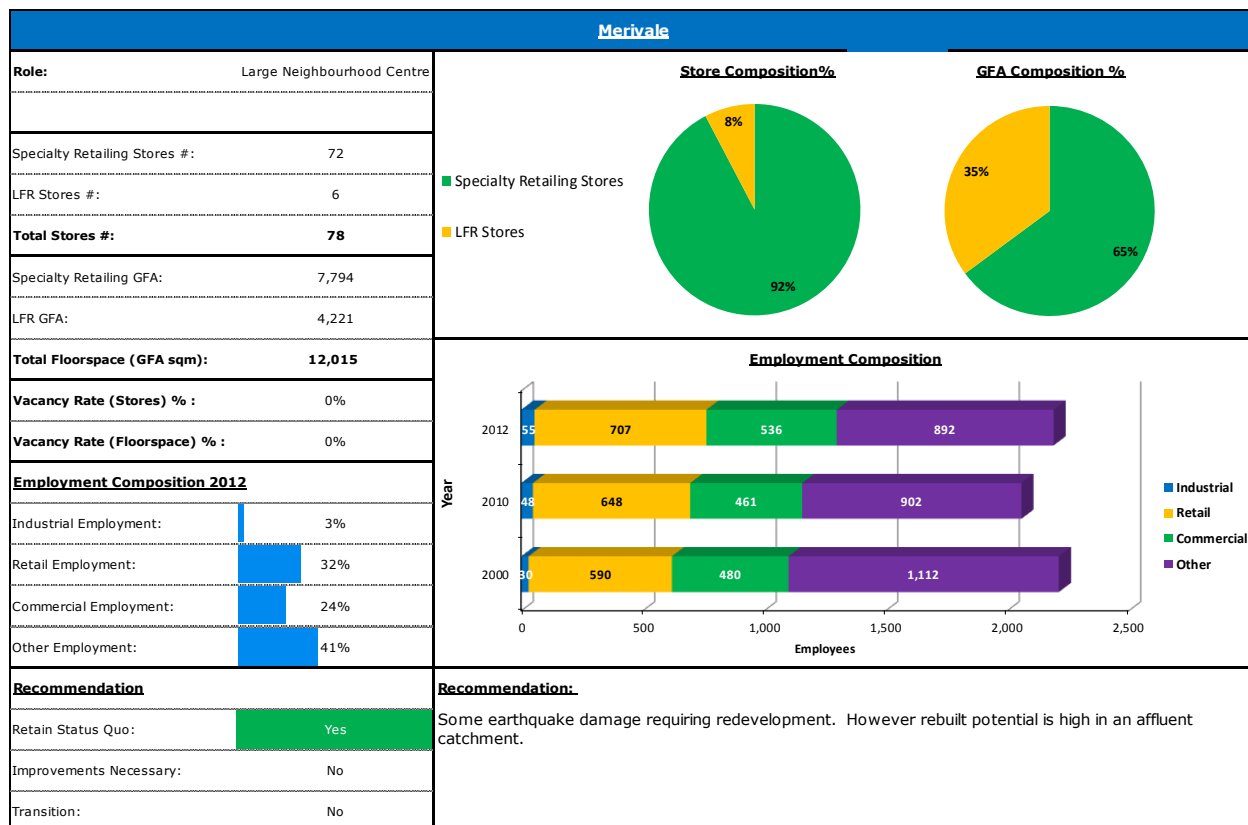 Merivale
Role: Large Neighbourhood Centre
Specialty Retailing Stores #: 72
LFR Stores #: 6
Total Stores #: 78
Specialty Retailing GFA: 7,794
LFR GFA: 4,221
Total Floorspace (GFA sqm): 12,015
Vacancy Rate (Stores) % : 0%
Vacancy Rate (Floorspace) % : 0%
Employment Composition 2012
Industrial Employment: 3%
Retail Employment: 32%
Commercial Employment: 24%
Other Employment: 41%
Recommendation
Retain Status Quo: Yes
Improvements Necessary: No
Transition: No
Store Composition%
8%
92%
Specialty Retailing Stores
LFR Stores
GFA Composition %
35%
65%
Employment Composition
Year
2012 55 707 536 892
2010 48 648 461 902
2000 30 590 480 1,112
0 500 1,000 1,500 2,000 2,500
Employees
Industrial
Retail
Commercial
Other
Recommendation:
Some earthquake damage requiring redevelopment. However rebuilt potential is high in an affluent
catchment.